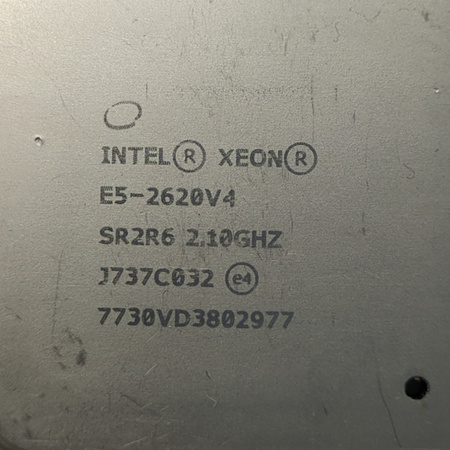 INTEL® XEON®
E5-2620V4
SR2R6 2.10GHZ
J737C032 e4
7730VD3802977